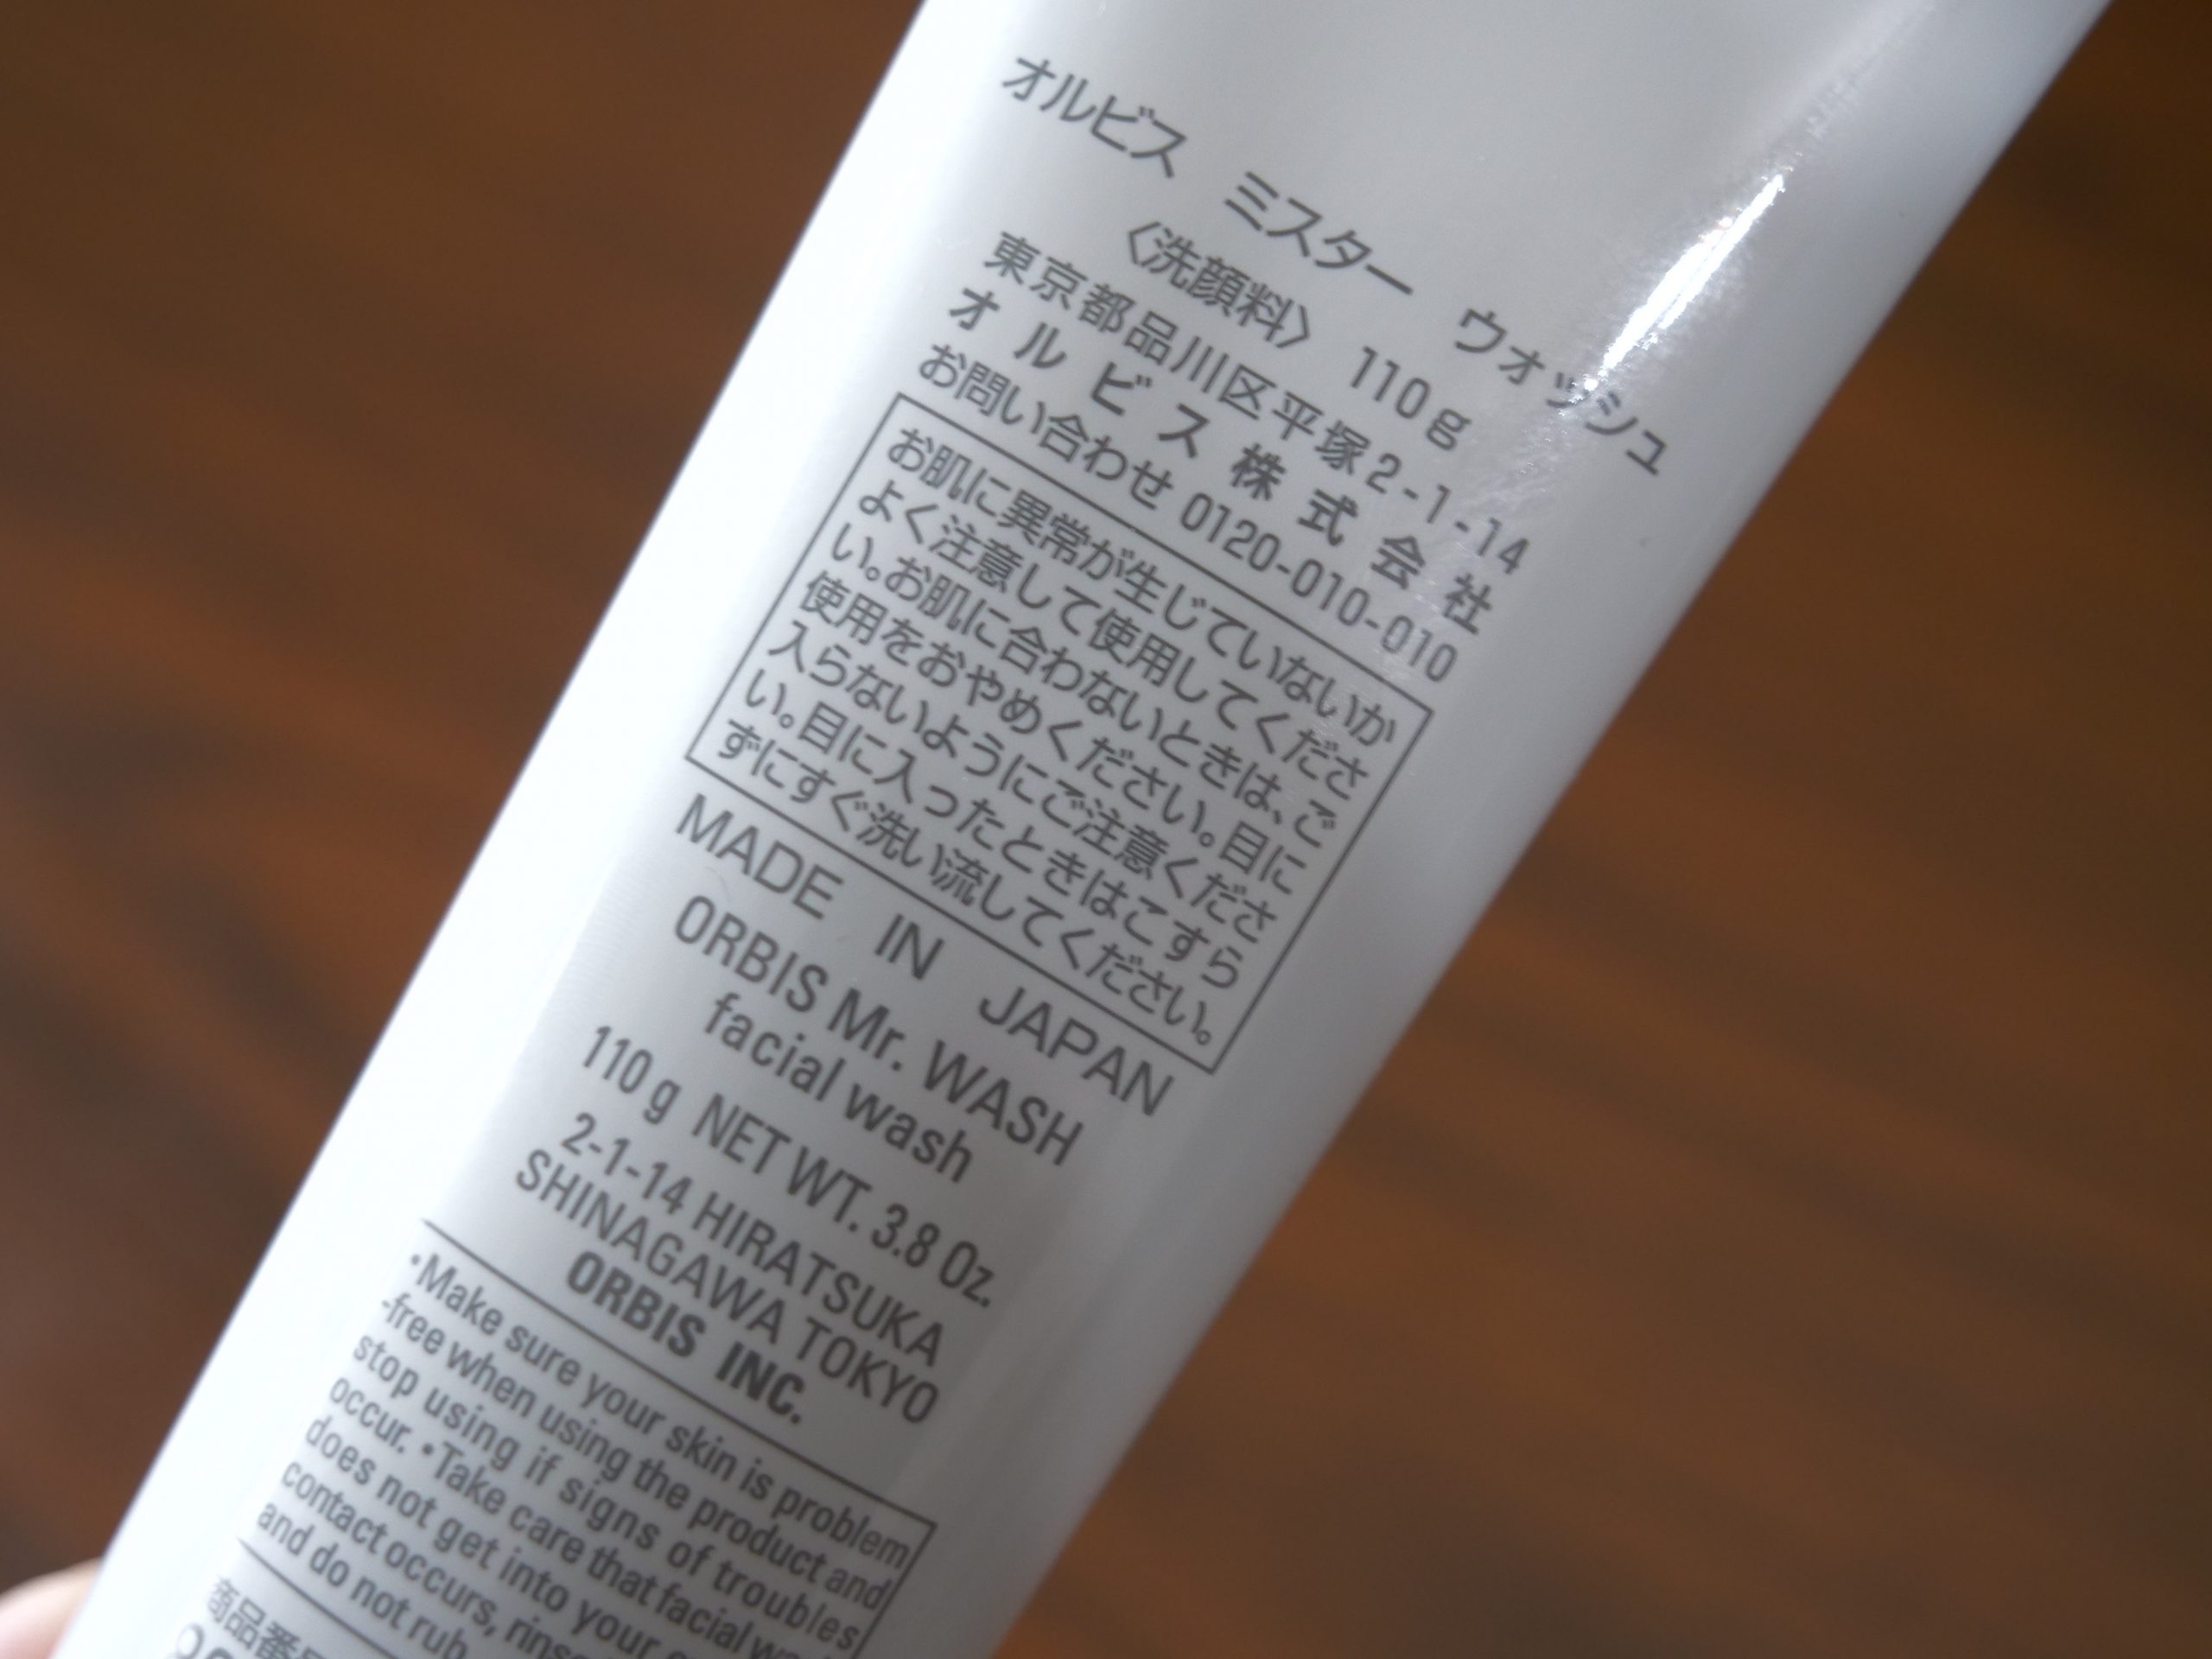 オルビス ミスター ウォッシュ
〈洗顔料〉 110g
東京都品川区平塚2-1-14
オルビス株式会社
お問い合わせ 0120-010-010
お肌に異常が生じていないか
よく注意して使用してくださ
い。お肌に合わないときは、ご
使用をおやめください。目に
入らないようにご注意くださ
い。目に入ったときはこすら
ずにすぐ洗い流してください。
MADE IN JAPAN
ORBIS Mr. WASH
facial wash
110 g NET WT. 3.8 Oz.
2-1-14 HIRATSUKA
SHINAGAWA TOKYO
ORBIS INC.
•Make sure your skin is problem
-free when using the product and
stop using if signs of troubles
occur. •Take care that facial
does not get into your
contact occurs,
and do not rub
商品番